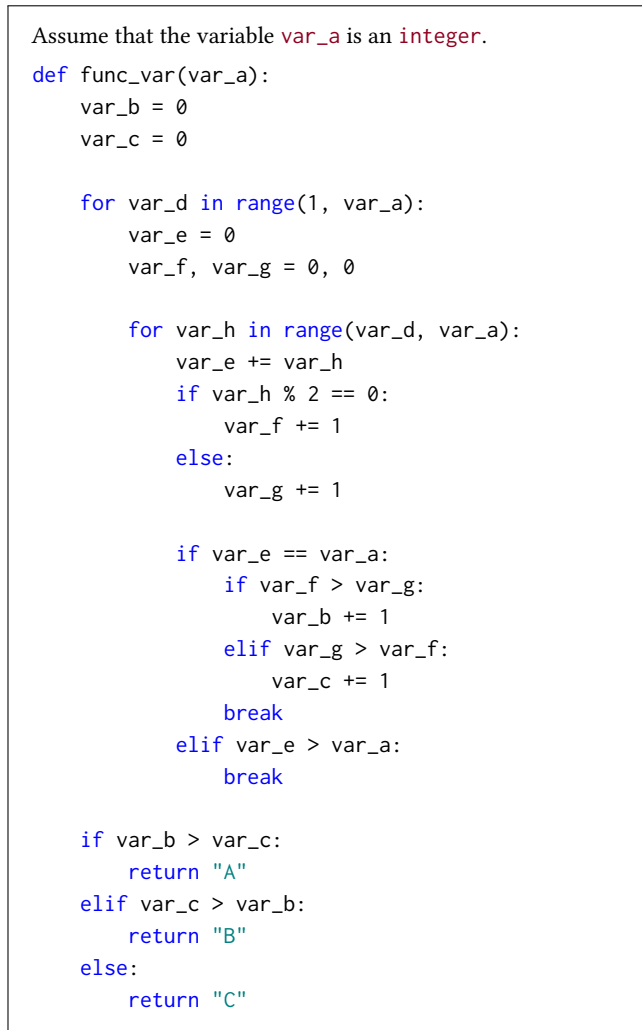 Assume that the variable var_a is an integer.
def func_var(var_a):
    var_b = 0
    var_c = 0

    for var_d in range(1, var_a):
        var_e = 0
        var_f, var_g = 0, 0

        for var_h in range(var_d, var_a):
            var_e += var_h
            if var_h % 2 == 0:
                var_f += 1
            else:
                var_g += 1

            if var_e == var_a:
                if var_f > var_g:
                    var_b += 1
                elif var_g > var_f:
                    var_c += 1
                break
            elif var_e > var_a:
                break

    if var_b > var_c:
        return "A"
    elif var_c > var_b:
        return "B"
    else:
        return "C"